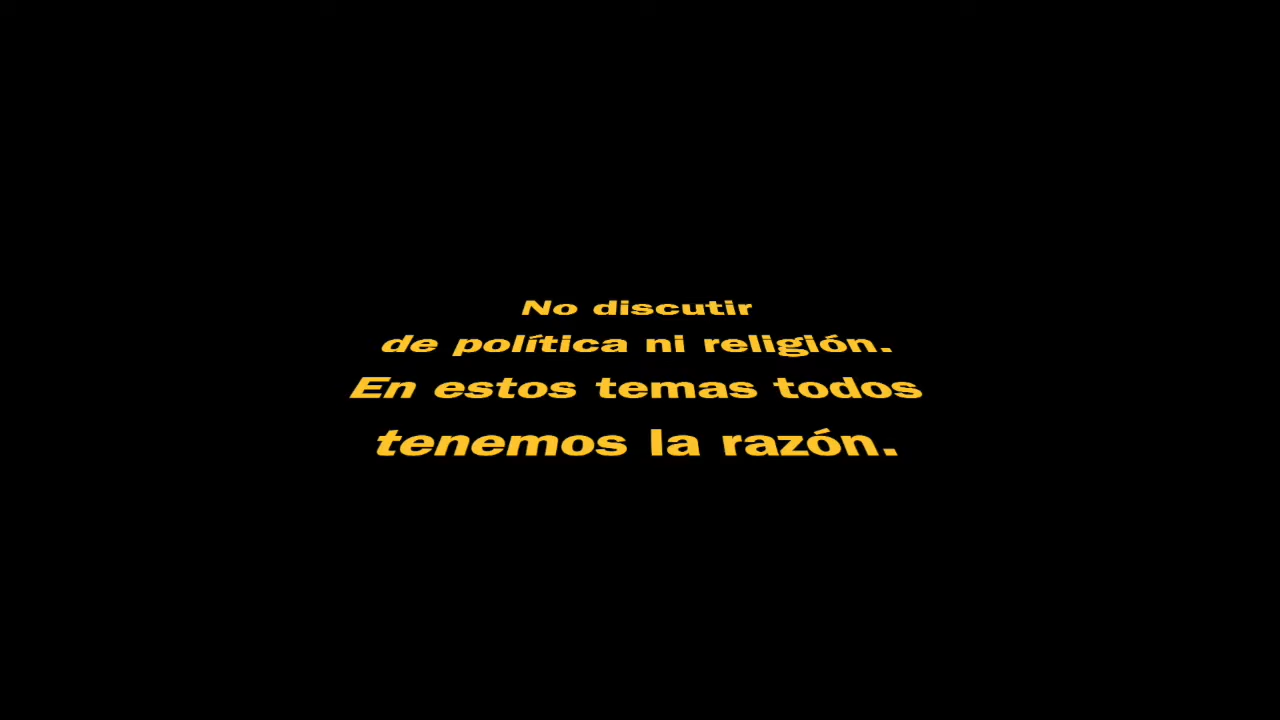 No discutir
de política ni religión.
En estos temas todos
tenemos la razón.